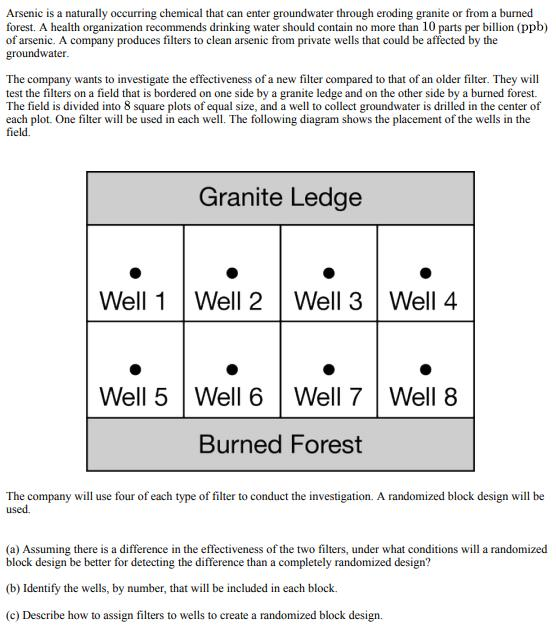 Arsenic is a naturally occurring chemical that can enter groundwater through eroding granite or from a burned
forest. A health organization recommends drinking water should contain no more than 10 parts per billion (ppb)
of arsenic. A company produces filters to clean arsenic from private wells that could be affected by the
groundwater.
The company wants to investigate the effectiveness of a new filter compared to that of an older filter. They will
test the filters on a field that is bordered on one side by a granite ledge and on the other side by a burned forest.
The field is divided into 8 square plots of equal size, and a well to collect groundwater is drilled in the center of
each plot. One filter will be used in each well. The following diagram shows the placement of the wells in the
field.
Granite Ledge
Well 1 Well 2 Well 3 Well 4
Well 5 Well 6 Well 7 Well 8
Burned Forest
The company will use four of each type of filter to conduct the investigation. A randomized block design will be
used.
(a) Assuming there is a difference in the effectiveness of the two filters, under what conditions will a randomized
block design be better for detecting the difference than a completely randomized design?
(b) Identify the wells, by number, that will be included in each block.
(c) Describe how to assign filters to wells to create a randomized block design.